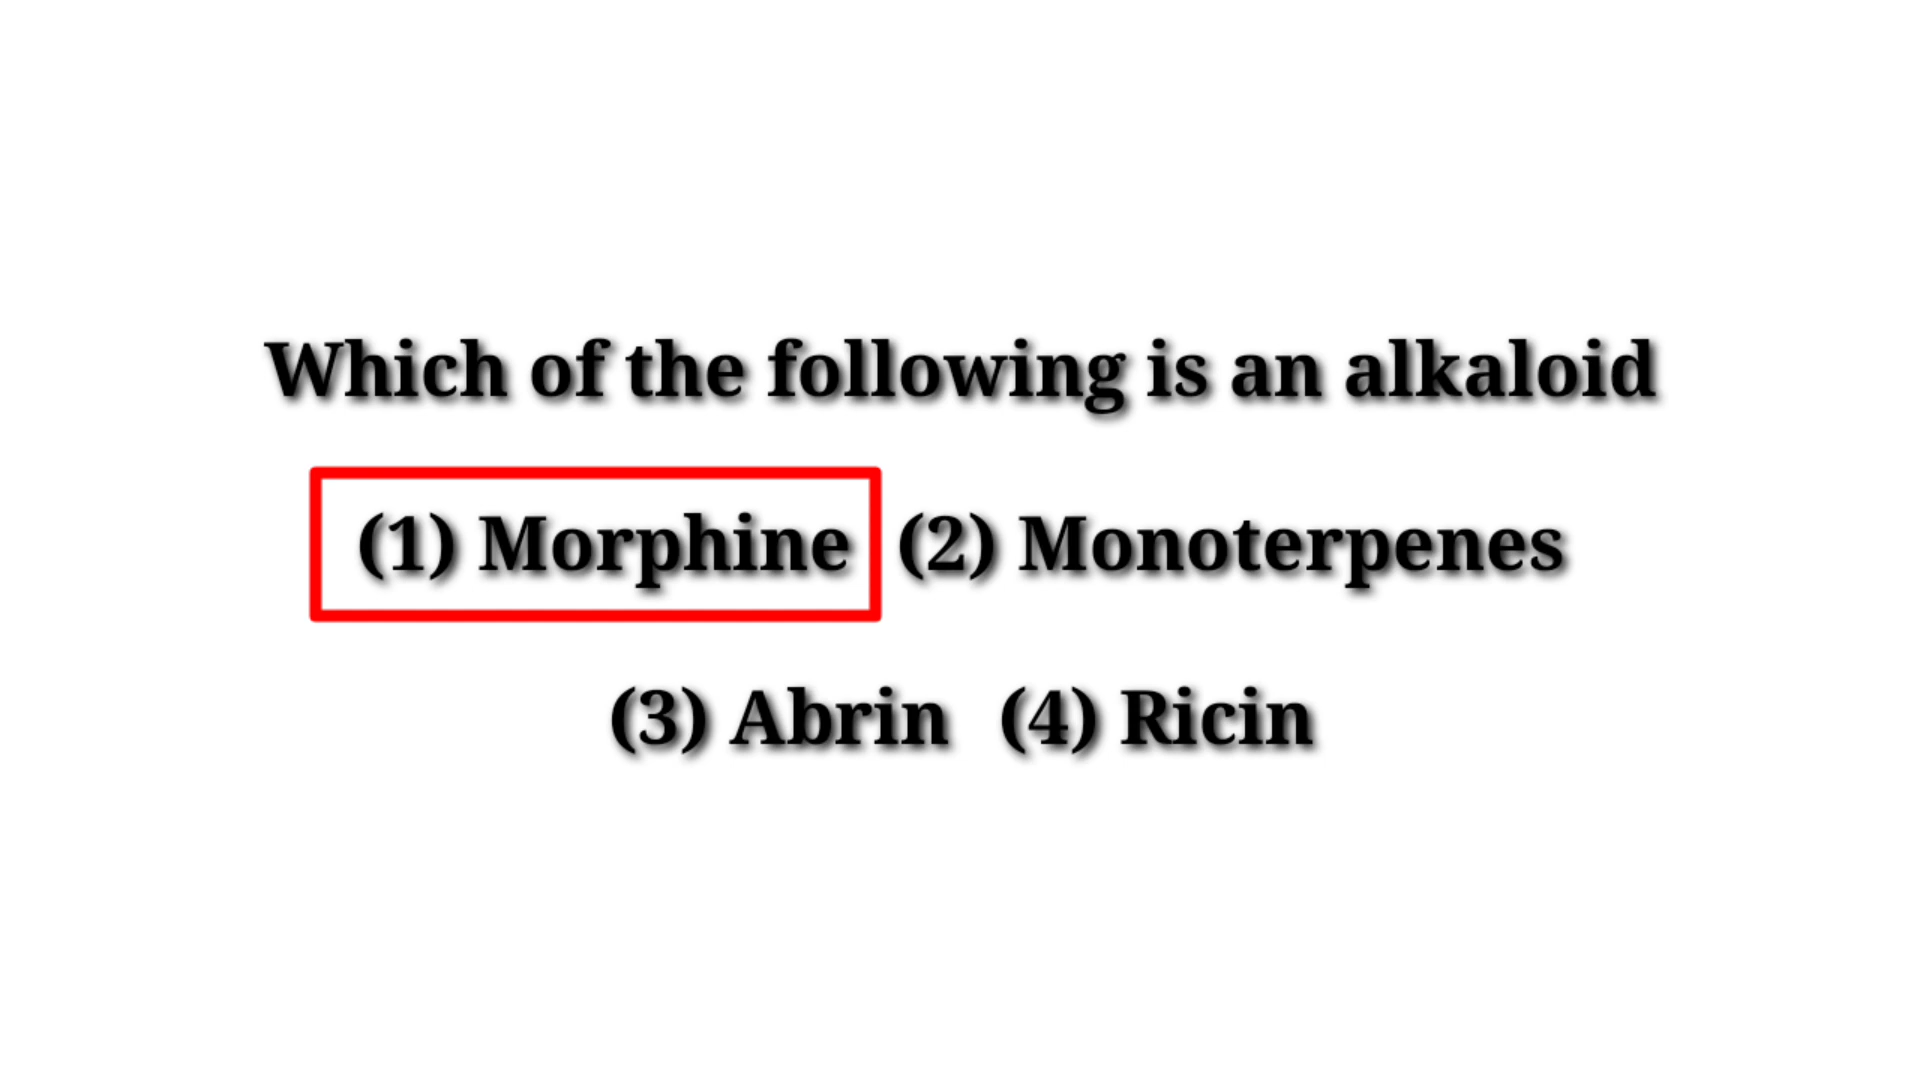 Which of the following is an alkaloid
(1) Morphine (2) Monoterpenes
(3) Abrin (4) Ricin